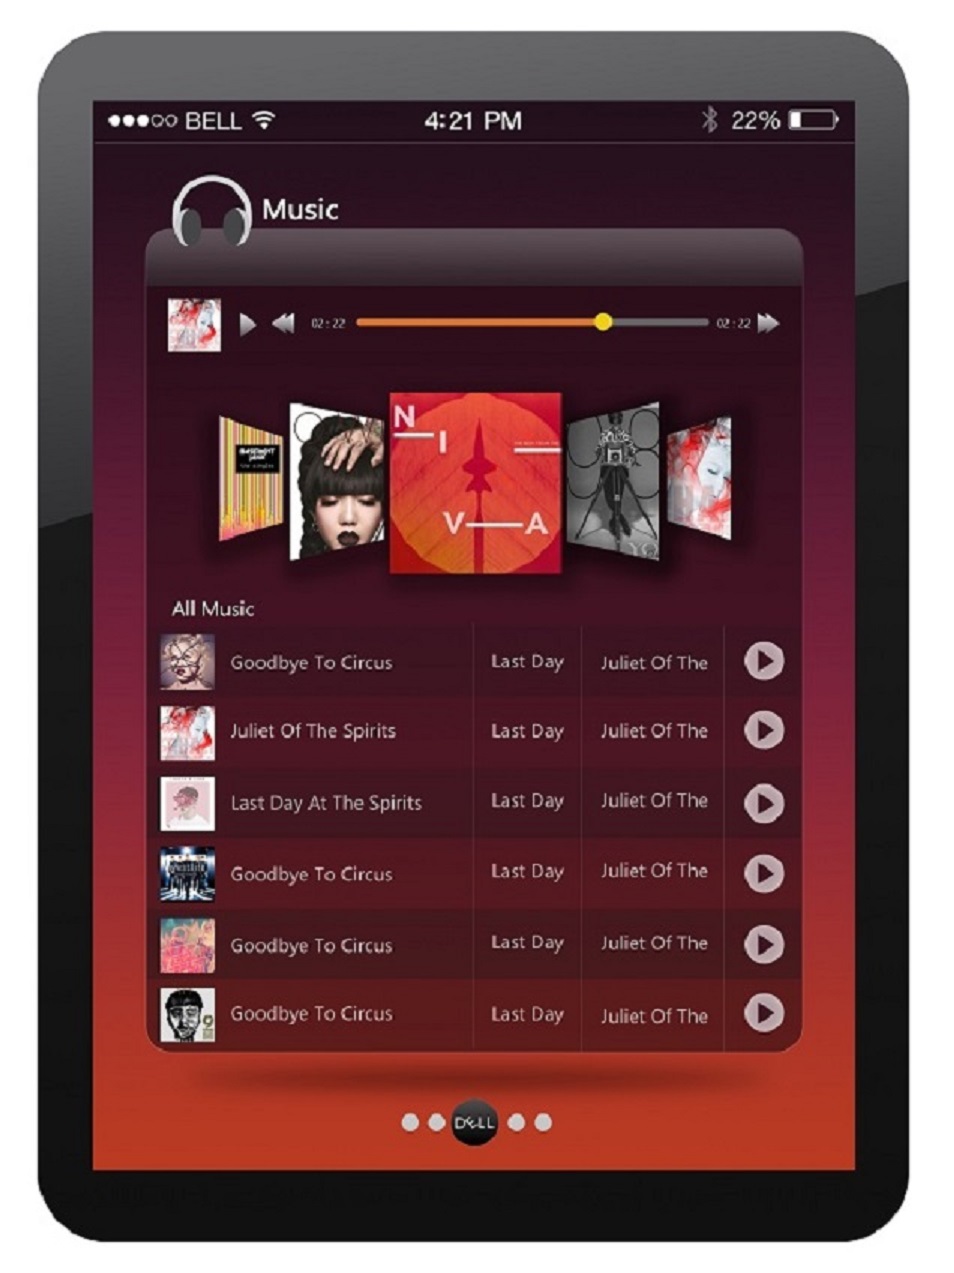 BELL 4:21 PM 22%
Music
02:22 02:22
N
I
V A
All Music
Goodbye To Circus Last Day Juliet Of The
Juliet Of The Spirits Last Day Juliet Of The
Last Day At The Spirits Last Day Juliet Of The
Goodbye To Circus Last Day Juliet Of The
Goodbye To Circus Last Day Juliet Of The
Goodbye To Circus Last Day Juliet Of The
DELL